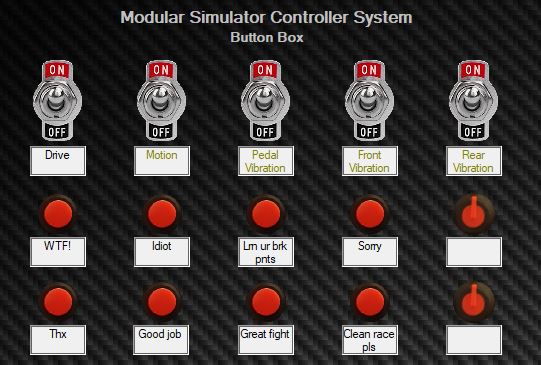 Modular Simulator Controller System
Button Box
ON ON ON ON ON
OFF OFF OFF OFF OFF
Drive Motion Pedal Front Rear
Vibration Vibration Vibration
WTF! Idiot Lrn ur brk Sorry
pnts
Thx Good job Great fight Clean race
pls